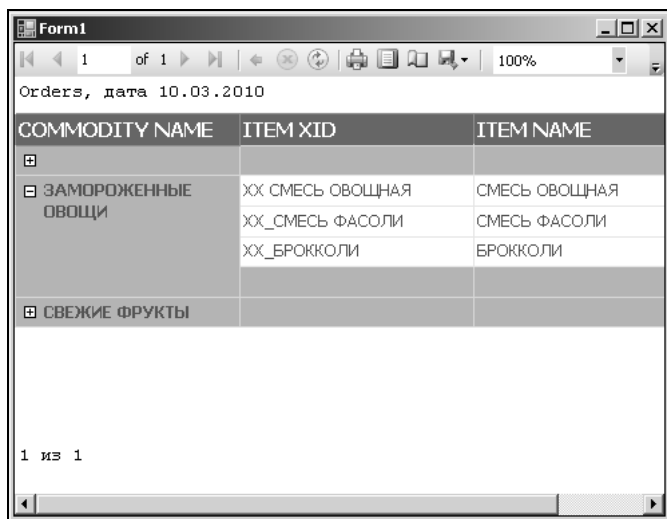 Form1
1 of 1 100%
Orders, дата 10.03.2010
COMMODITY NAME ITEM XID ITEM NAME
ЗАМОРОЖЕННЫЕ ОВОЩИ XX СМЕСЬ ОВОЩНАЯ СМЕСЬ ОВОЩНАЯ
XX_СМЕСЬ ФАСОЛИ СМЕСЬ ФАСОЛИ
XX_БРОККОЛИ БРОККОЛИ
СВЕЖИЕ ФРУКТЫ
1 из 1